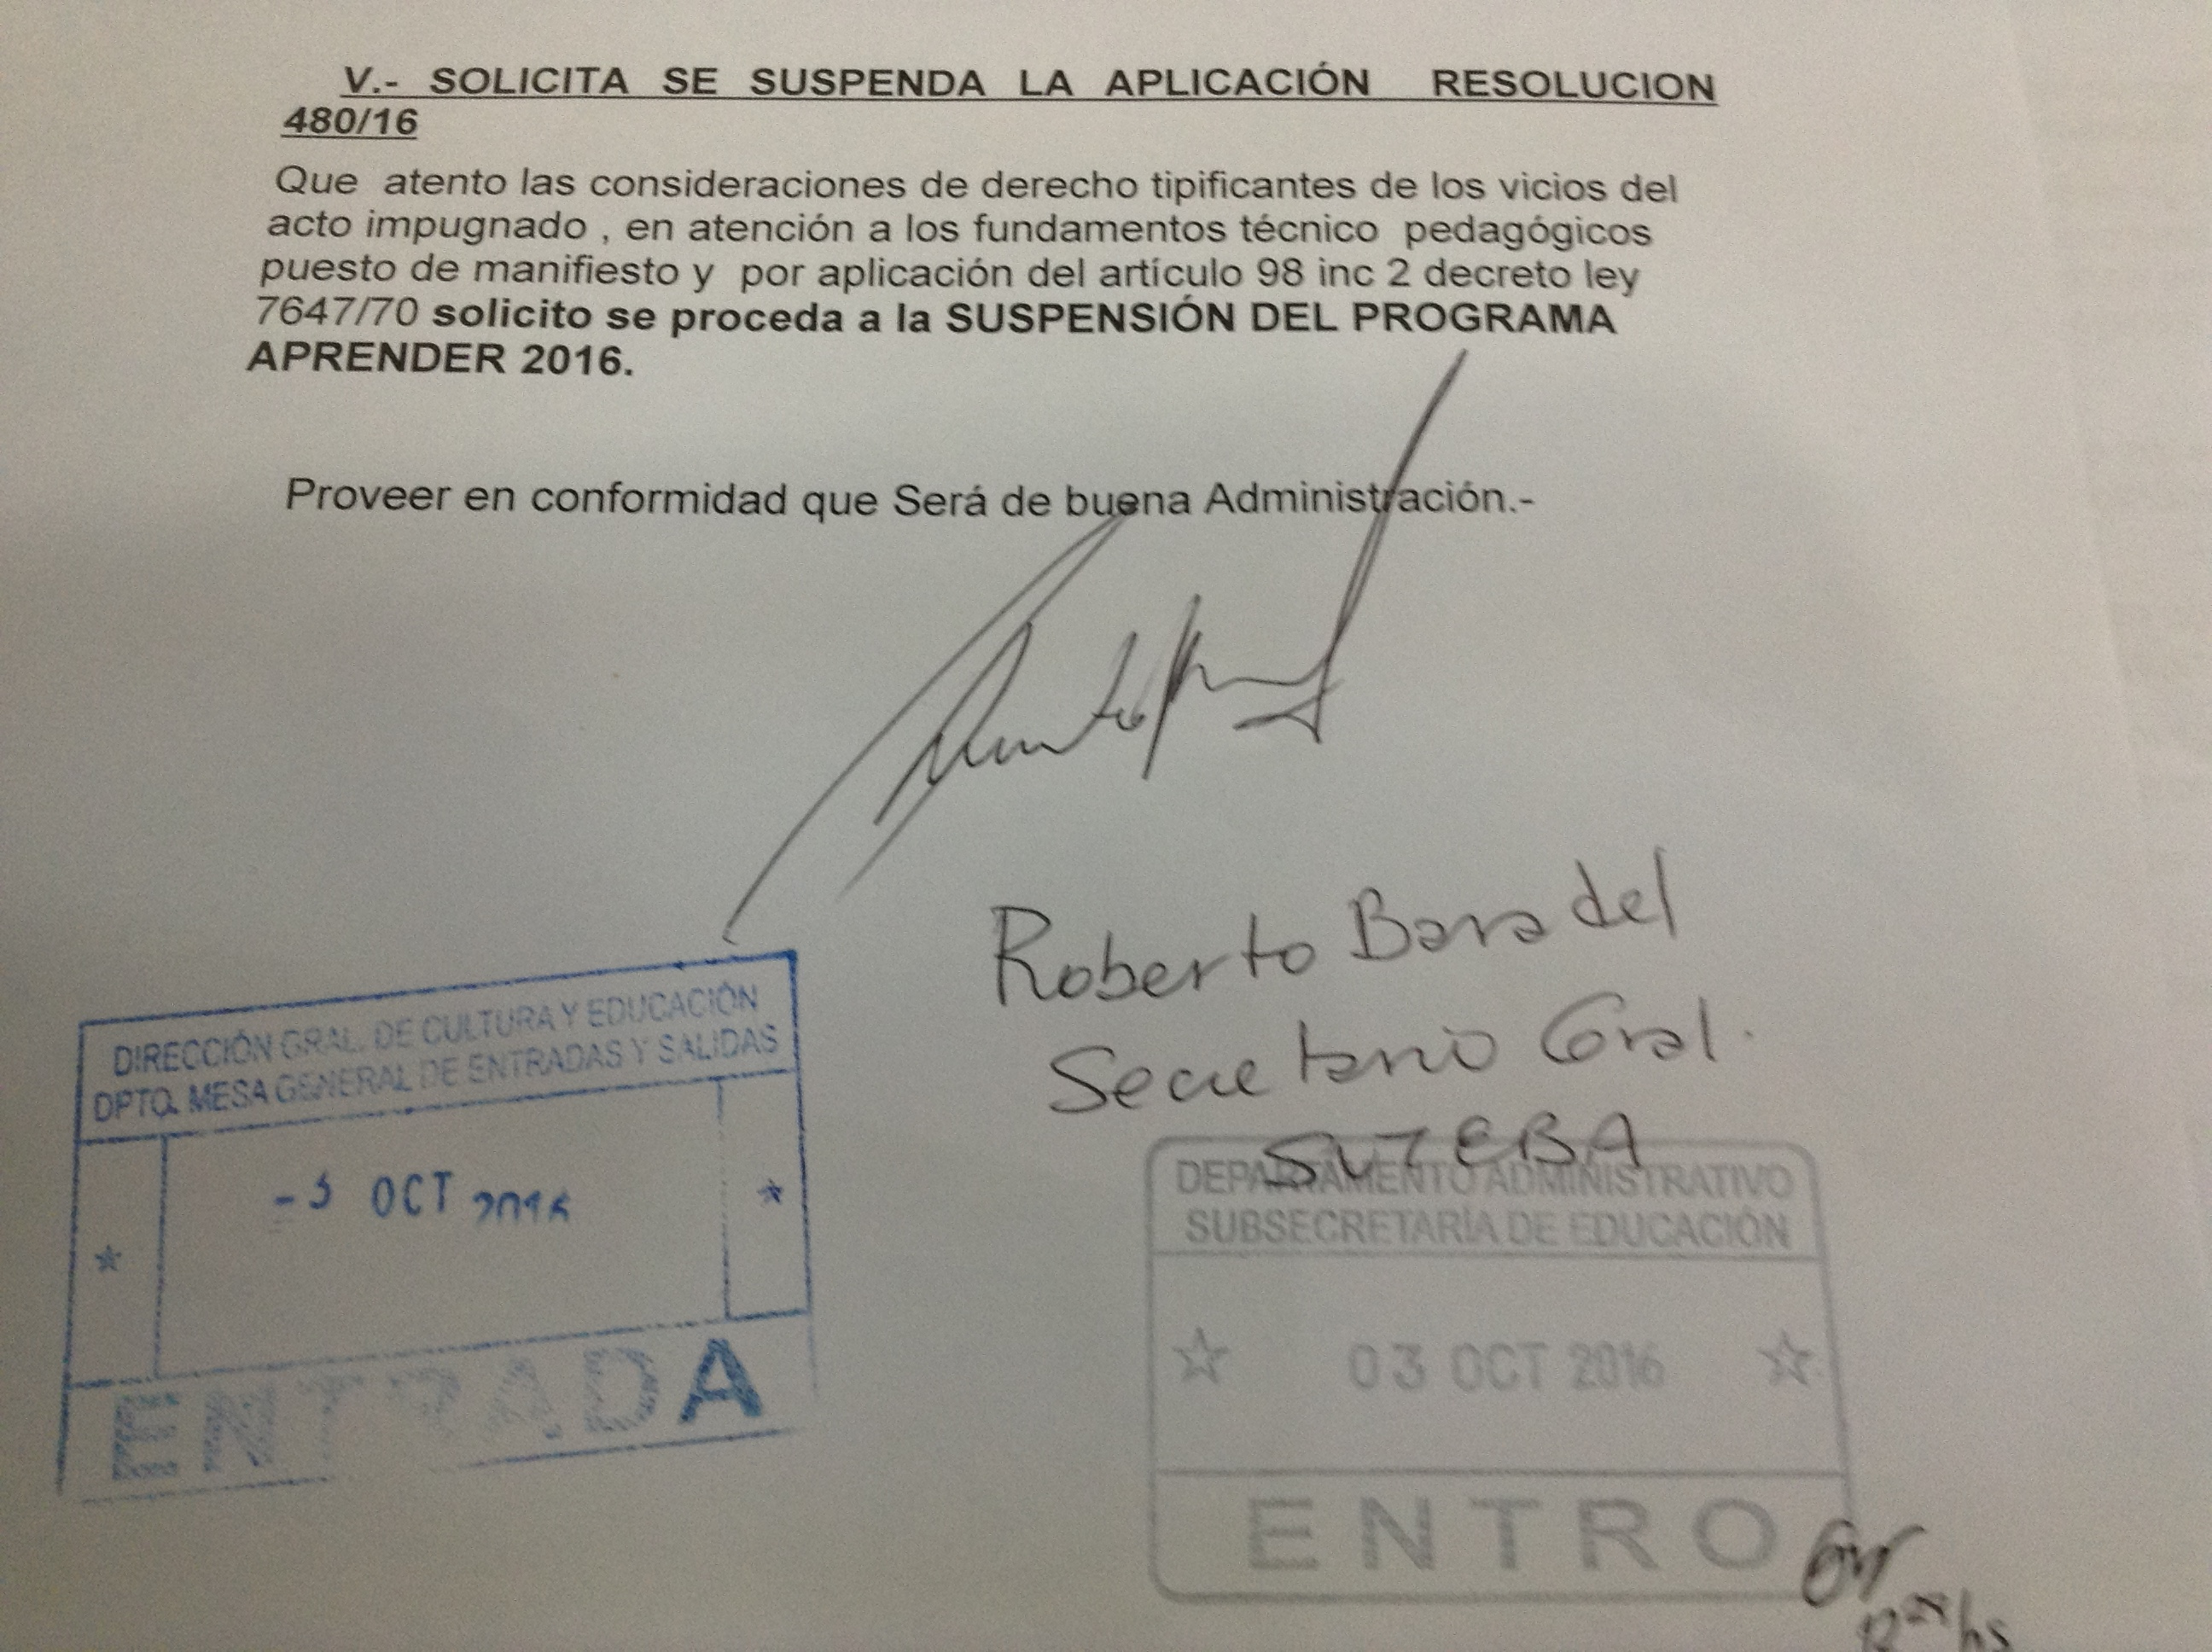 V.- SOLICITA SE SUSPENDA LA APLICACIÓN RESOLUCION
480/16
Que atento las consideraciones de derecho tipificantes de los vicios del
acto impugnado , en atención a los fundamentos técnico pedagógicos
puesto de manifiesto y por aplicación del artículo 98 inc 2 decreto ley
7647/70 solicito se proceda a la SUSPENSIÓN DEL PROGRAMA
APRENDER 2016.
Proveer en conformidad que Será de buena Administración.-
Roberto Baradel
Secretario Gral.
SUTEBA
DIRECCIÓN GRAL. DE CULTURA Y EDUCACIÓN
DPTO. MESA GENERAL DE ENTRADAS Y SALIDAS
-3 OCT 2016
ENTRADA
DEPARTAMENTO ADMINISTRATIVO
SUBSECRETARÍA DE EDUCACIÓN
03 OCT 2016
ENTRO
hs